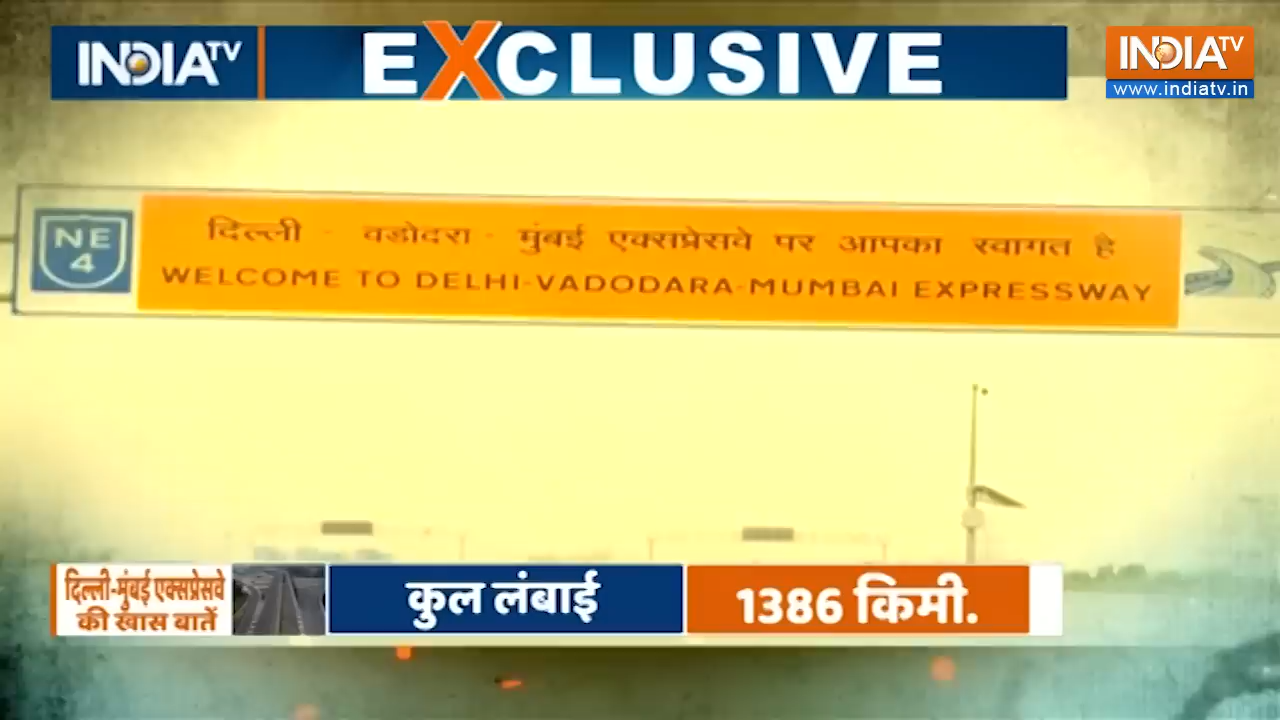 INDIA TV
EXCLUSIVE
INDIA TV
www.indiatv.in
NE
4
दिल्ली - वडोदरा - मुंबई एक्सप्रेसवे पर आपका स्वागत है
WELCOME TO DELHI-VADODARA-MUMBAI EXPRESSWAY
दिल्ली-मुंबई एक्सप्रेसवे
की खास बातें
कुल लंबाई
1386 किमी.